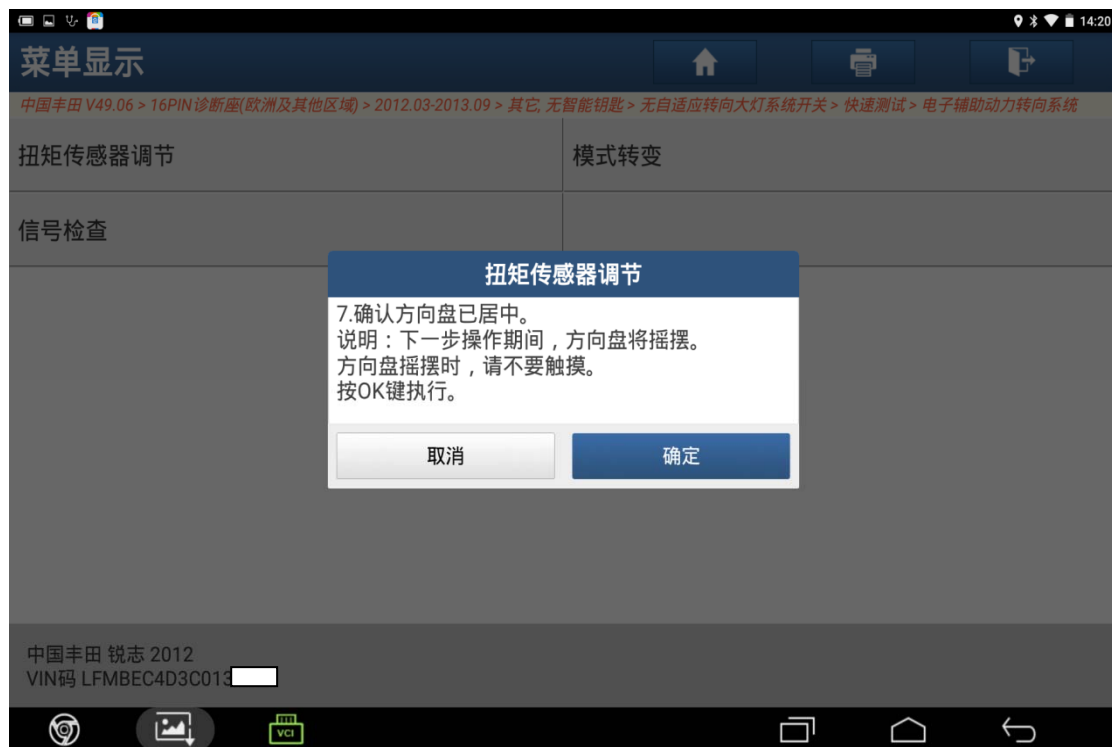 14:20
菜单显示
中国丰田 V49.06 > 16PIN诊断座(欧洲及其他区域) > 2012.03-2013.09 > 其它, 无智能钥匙 > 无自适应转向大灯系统开关 > 快速测试 > 电子辅助动力转向系统
扭矩传感器调节
模式转变
信号检查
扭矩传感器调节
7.确认方向盘已居中。
说明：下一步操作期间，方向盘将摇摆。
方向盘摇摆时，请不要触摸。
按OK键执行。
取消
确定
中国丰田 锐志 2012
VIN码 LFMBEC4D3C013
VCI